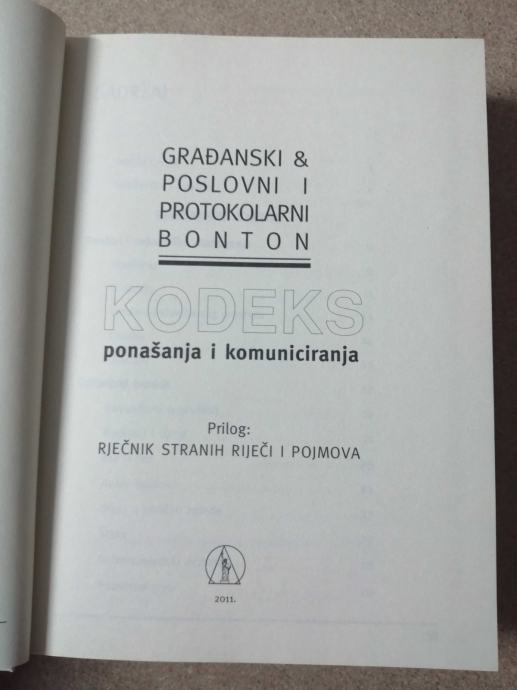 GRAĐANSKI &
POSLOVNI I
PROTOKOLARNI
BONTON
KODEKS
ponašanja i komuniciranja
Prilog:
RJEČNIK STRANIH RIJEČI I POJMOVA
2011.